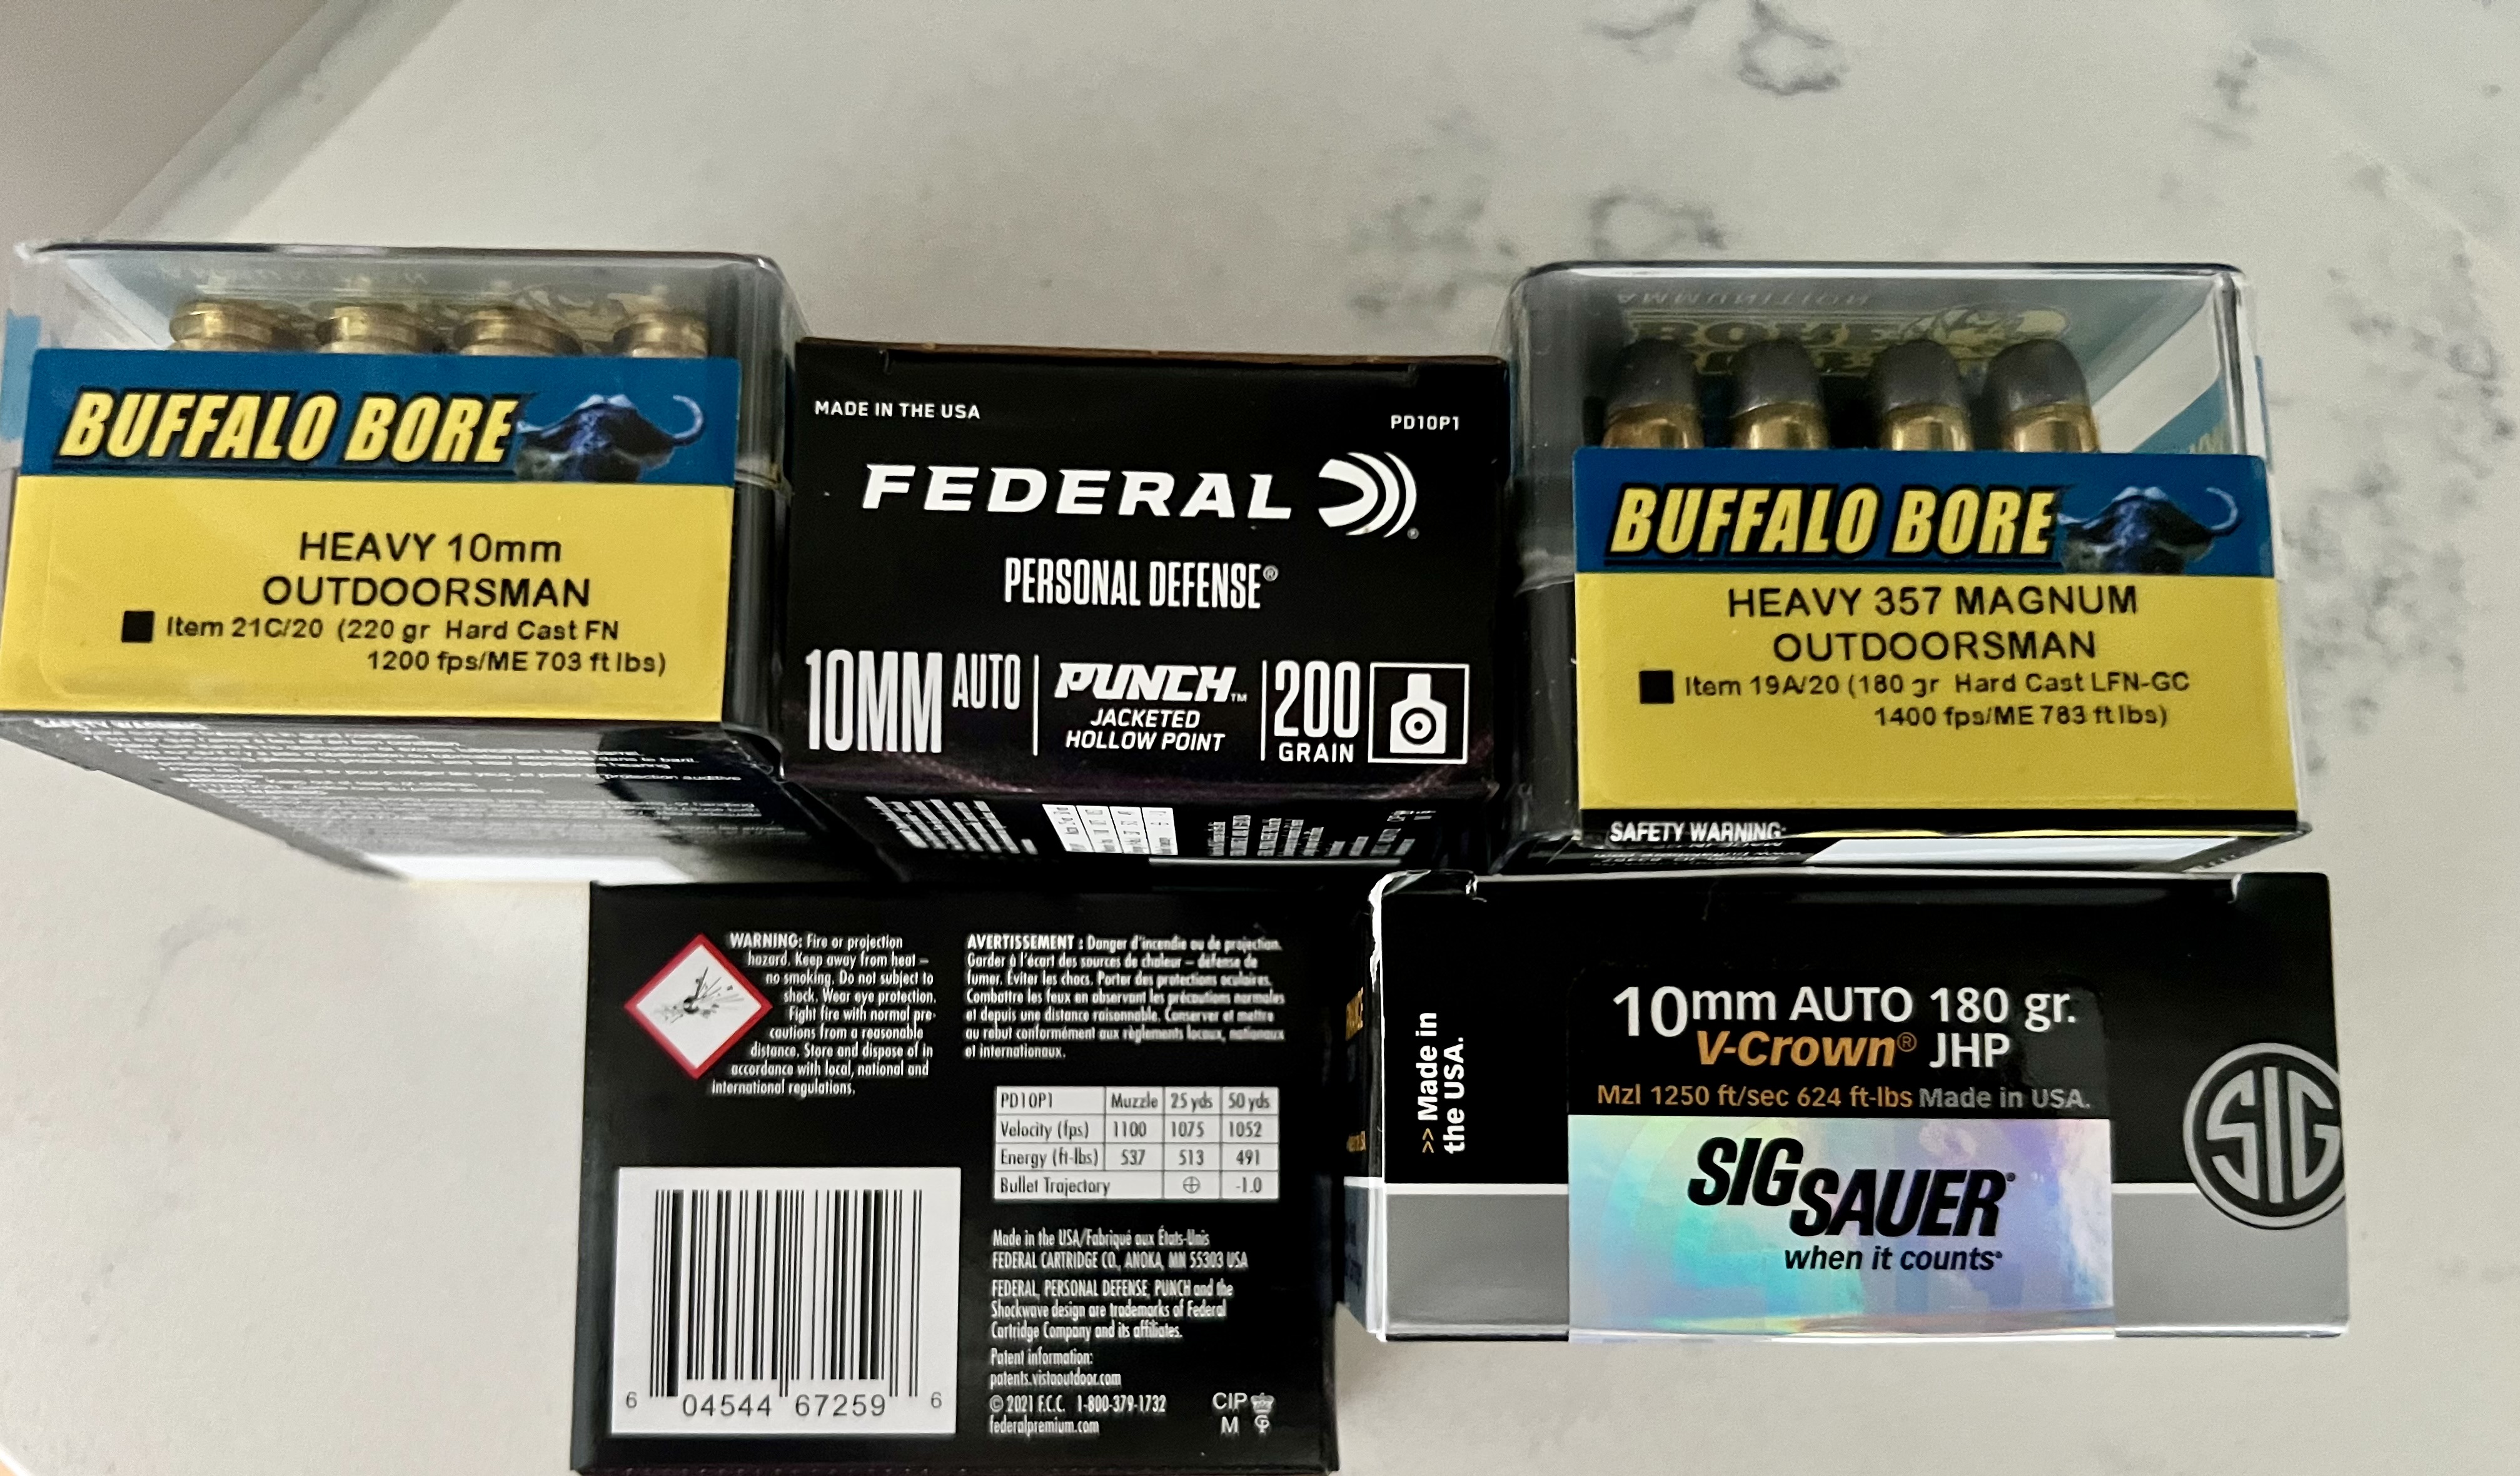 BUFFALO BORE
HEAVY 10mm
OUTDOORSMAN
Item 21C/20 (220 gr Hard Cast FN
1200 fps/ME 703 ft lbs)
SAFETY WARNING:
MADE IN THE USA
PD10P1
FEDERAL
PERSONAL DEFENSE®
10MM AUTO
PUNCH™
JACKETED
HOLLOW POINT
200
GRAIN
AMMUNITION
BUFFALO BORE
HEAVY 357 MAGNUM
OUTDOORSMAN
Item 19A/20 (180 gr Hard Cast LFN-GC
1400 fps/ME 783 ft lbs)
SAFETY WARNING:
WARNING: Fire or projection
hazard. Keep away from heat –
no smoking. Do not subject to
shock. Wear eye protection.
Fight fire with normal pre-
cautions from a reasonable
distance. Store and dispose of in
accordance with local, national and
international regulations.
AVERTISSEMENT : Danger d'incendie ou de projection.
Garder à l'écart des sources de chaleur – défense de
fumer. Éviter les chocs. Porter des protections oculaires.
Combattre les feux en observant les précautions normales
et depuis une distance raisonnable. Conserver et mettre
au rebut conformément aux règlements locaux, nationaux
et internationaux.
PD10P1 Muzzle 25 yds 50 yds
Velocity (fps) 1100 1075 1052
Energy (ft-lbs) 537 513 491
Bullet Trajectory ⊕ -1.0
Made in the USA/Fabriqué aux États-Unis
FEDERAL CARTRIDGE CO., ANOKA, MN 55303 USA
FEDERAL, PERSONAL DEFENSE, PUNCH and the
Shockwave design are trademarks of Federal
Cartridge Company and its affiliates.
Patent information:
patents.vistaoutdoor.com
© 2021 F.C.C. 1-800-379-1732
federalpremium.com
CIP
M
6 04544 67259 6
>> Made in
the USA.
10mm AUTO 180 gr.
V-Crown® JHP
Mzl 1250 ft/sec 624 ft-lbs Made in USA.
SIG SAUER®
when it counts®
SIG